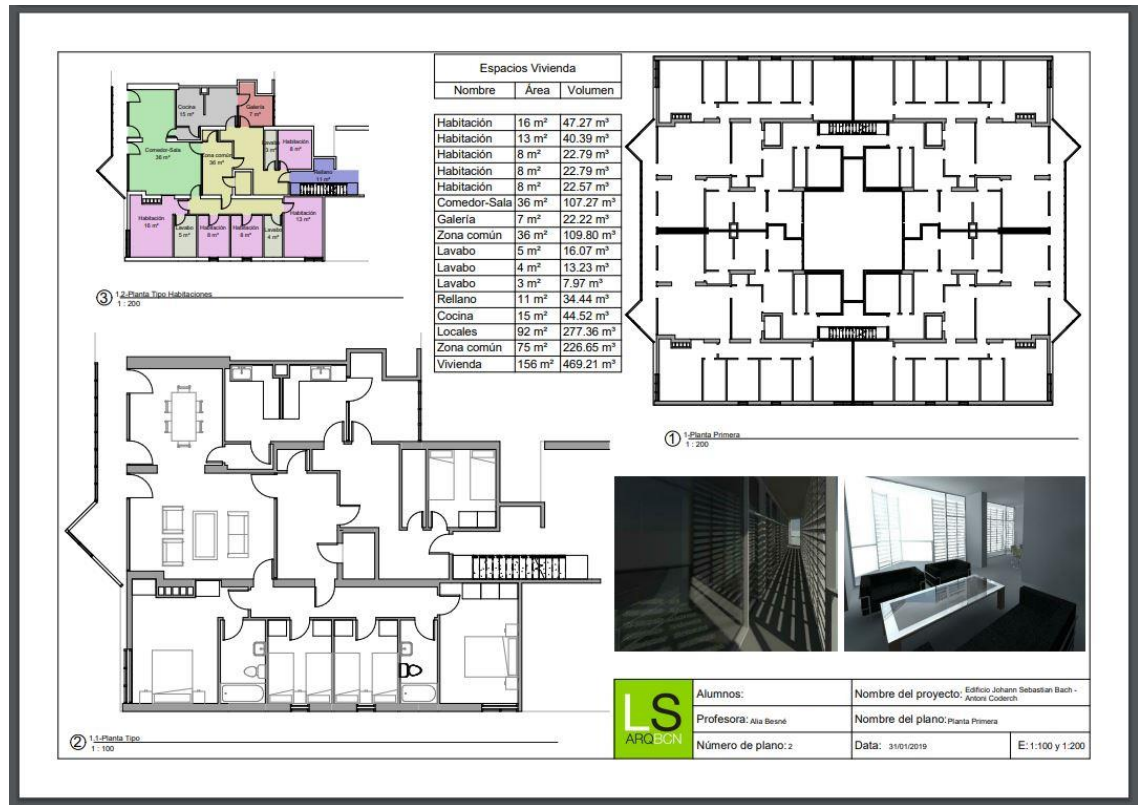 Cocina
15 m²
Galería
7 m²
Comedor-Sala
36 m²
Zona común
36 m²
Lavabo
3 m²
Habitación
8 m²
Rellano
11 m²
Habitación
16 m²
Lavabo
5 m²
Habitación
8 m²
Habitación
8 m²
Lavabo
4 m²
Habitación
13 m²
3 1.2-Planta Tipo Habitaciones
1 : 200
Espacios Vivienda
Nombre Área Volumen
Habitación 16 m² 47.27 m³
Habitación 13 m² 40.39 m³
Habitación 8 m² 22.79 m³
Habitación 8 m² 22.79 m³
Habitación 8 m² 22.57 m³
Comedor-Sala 36 m² 107.27 m³
Galería 7 m² 22.22 m³
Zona común 36 m² 109.80 m³
Lavabo 5 m² 16.07 m³
Lavabo 4 m² 13.23 m³
Lavabo 3 m² 7.97 m³
Rellano 11 m² 34.44 m³
Cocina 15 m² 44.52 m³
Locales 92 m² 277.36 m³
Zona común 75 m² 226.65 m³
Vivienda 156 m² 469.21 m³
1 1-Planta Primera
1 : 200
2 1.1-Planta Tipo
1 : 100
LS
ARQBCN
Alumnos:
Nombre del proyecto: Edificio Johann Sebastian Bach -
Antoni Coderch
Profesora: Alia Besné
Nombre del plano: Planta Primera
Número de plano: 2
Data: 31/01/2019
E: 1:100 y 1:200